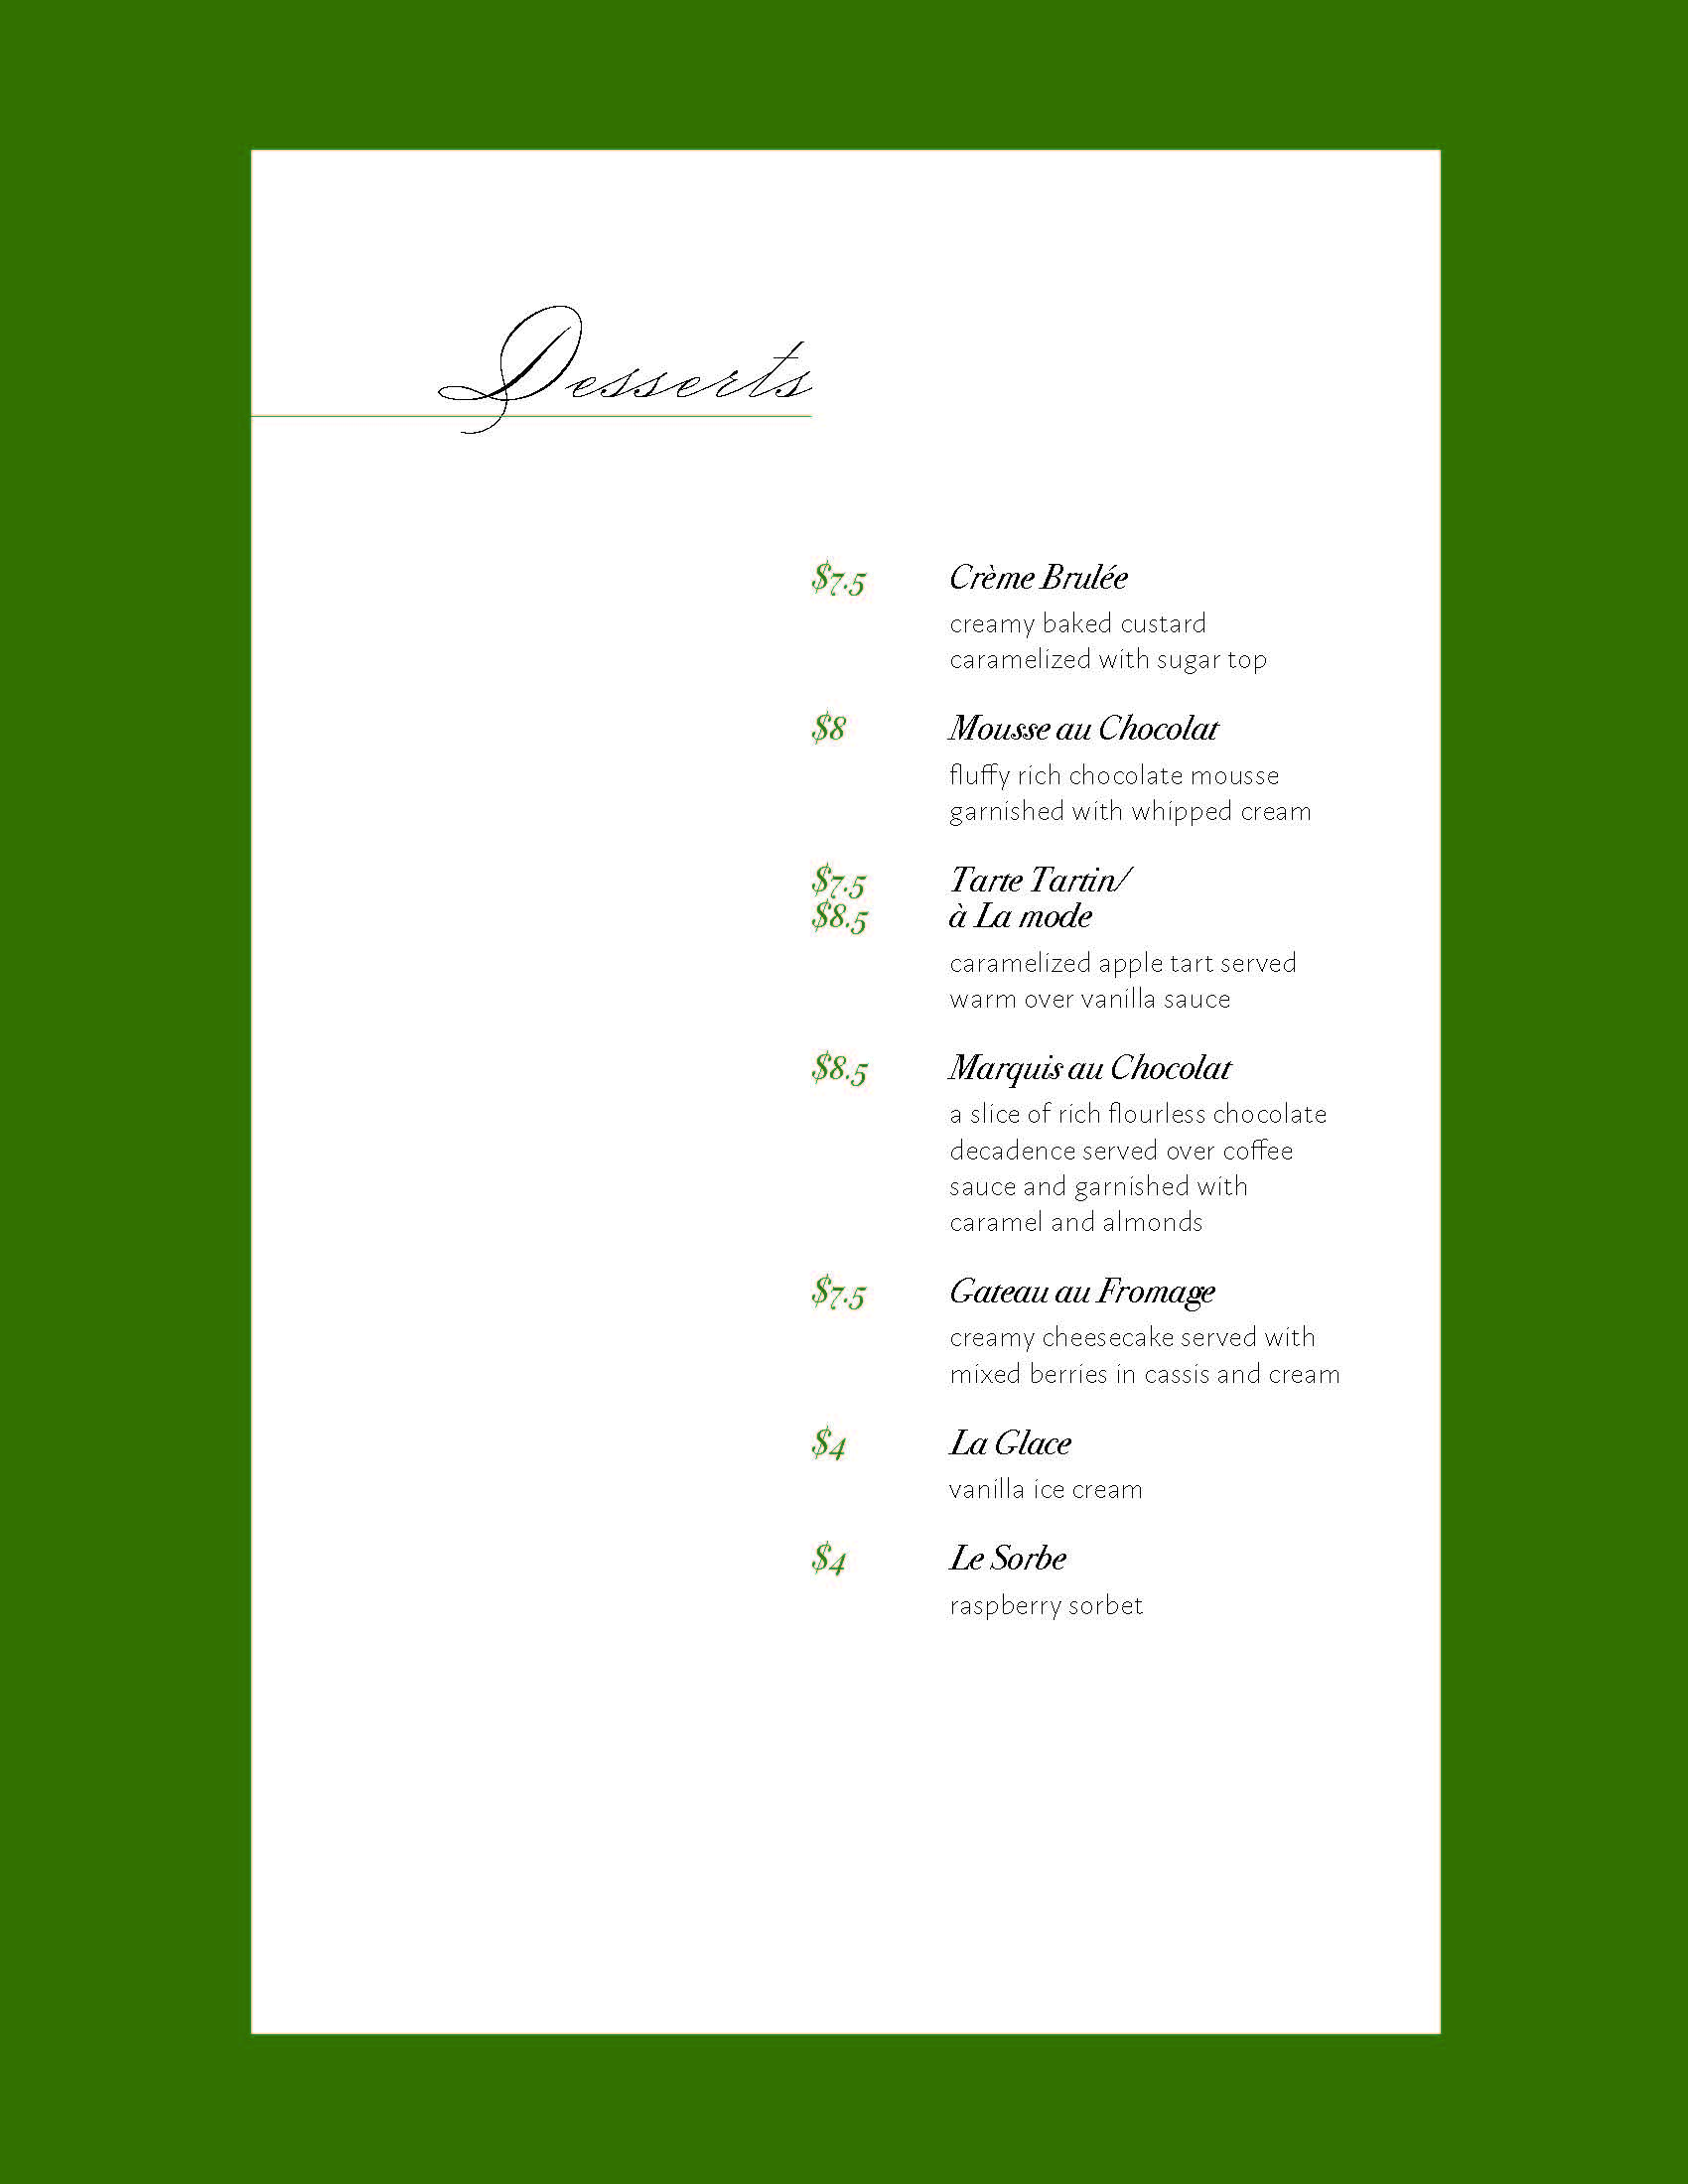 Desserts
$7.5 Crème Brulée
creamy baked custard
caramelized with sugar top
$8 Mousse au Chocolat
fluffy rich chocolate mousse
garnished with whipped cream
$7.5 Tarte Tartin/
$8.5 à La mode
caramelized apple tart served
warm over vanilla sauce
$8.5 Marquis au Chocolat
a slice of rich flourless chocolate
decadence served over coffee
sauce and garnished with
caramel and almonds
$7.5 Gateau au Fromage
creamy cheesecake served with
mixed berries in cassis and cream
$4 La Glace
vanilla ice cream
$4 Le Sorbe
raspberry sorbet